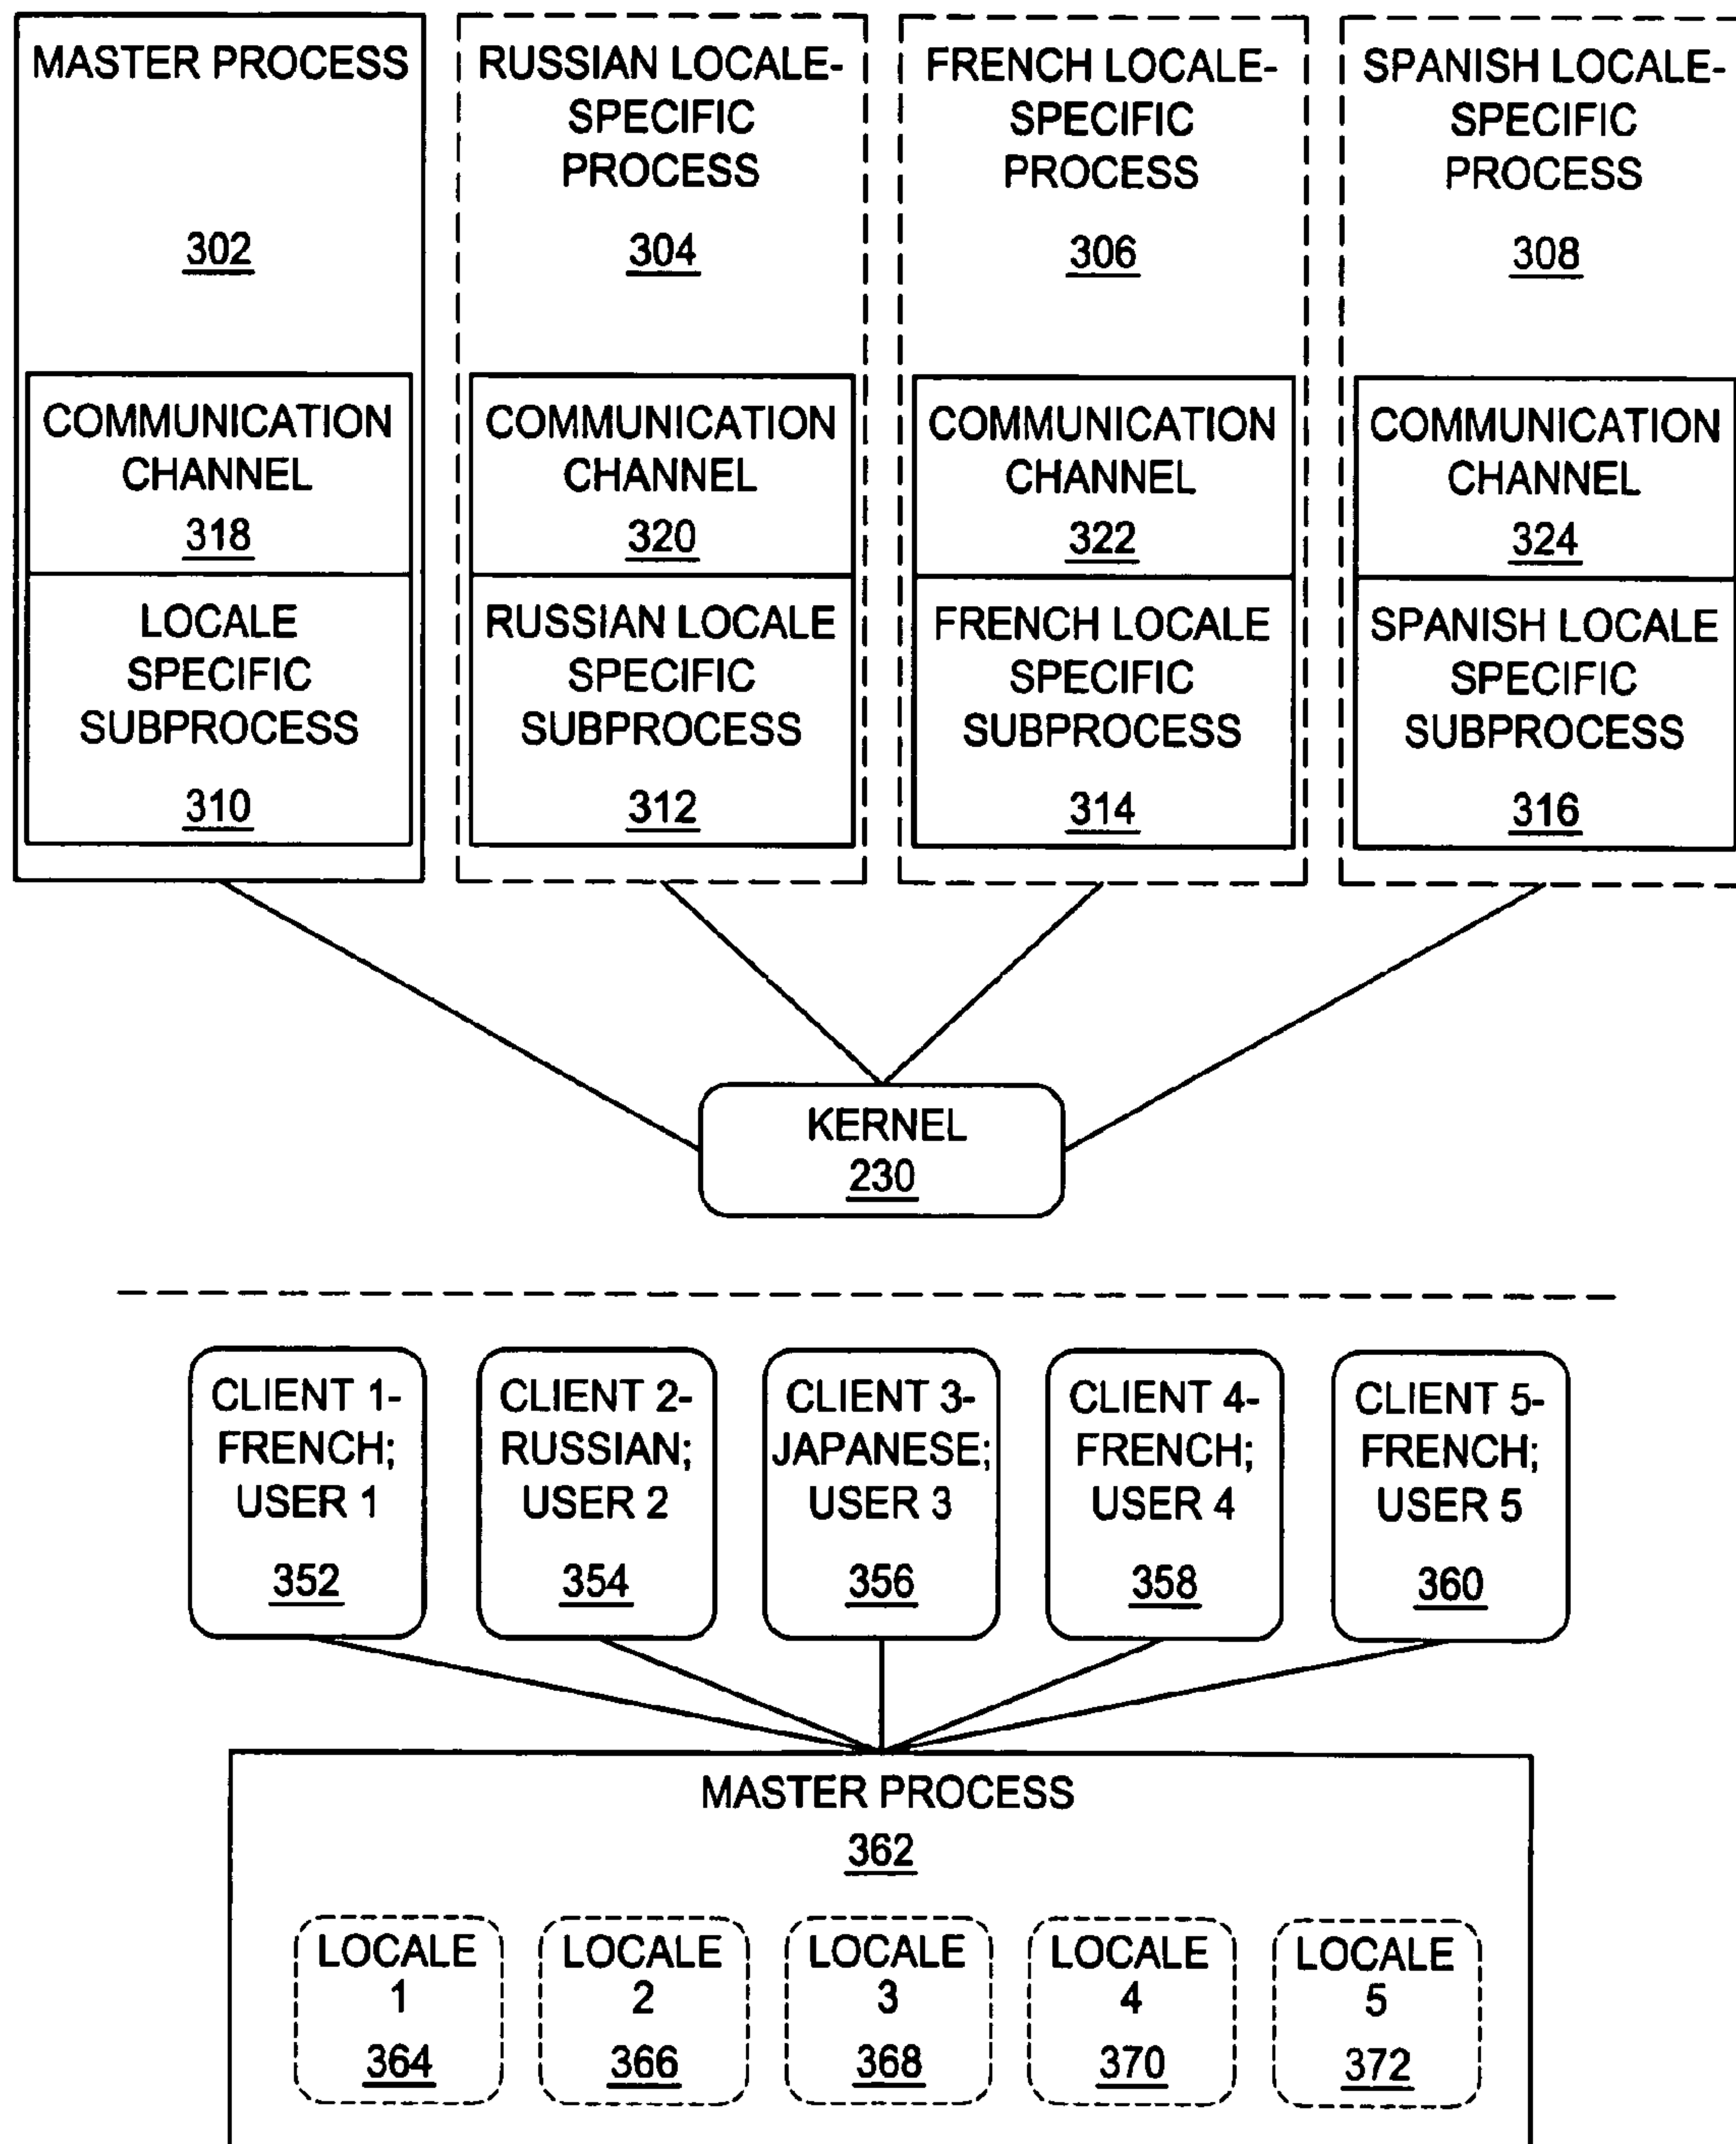 MASTER PROCESS
302
COMMUNICATION
CHANNEL
318
LOCALE
SPECIFIC
SUBPROCESS
310
RUSSIAN LOCALE-
SPECIFIC
PROCESS
304
COMMUNICATION
CHANNEL
320
RUSSIAN LOCALE
SPECIFIC
SUBPROCESS
312
FRENCH LOCALE-
SPECIFIC
PROCESS
306
COMMUNICATION
CHANNEL
322
FRENCH LOCALE
SPECIFIC
SUBPROCESS
314
SPANISH LOCALE-
SPECIFIC
PROCESS
308
COMMUNICATION
CHANNEL
324
SPANISH LOCALE
SPECIFIC
SUBPROCESS
316
KERNEL
230
CLIENT 1-
FRENCH;
USER 1
352
CLIENT 2-
RUSSIAN;
USER 2
354
CLIENT 3-
JAPANESE;
USER 3
356
CLIENT 4-
FRENCH;
USER 4
358
CLIENT 5-
FRENCH;
USER 5
360
MASTER PROCESS
362
LOCALE
1
364
LOCALE
2
366
LOCALE
3
368
LOCALE
4
370
LOCALE
5
372